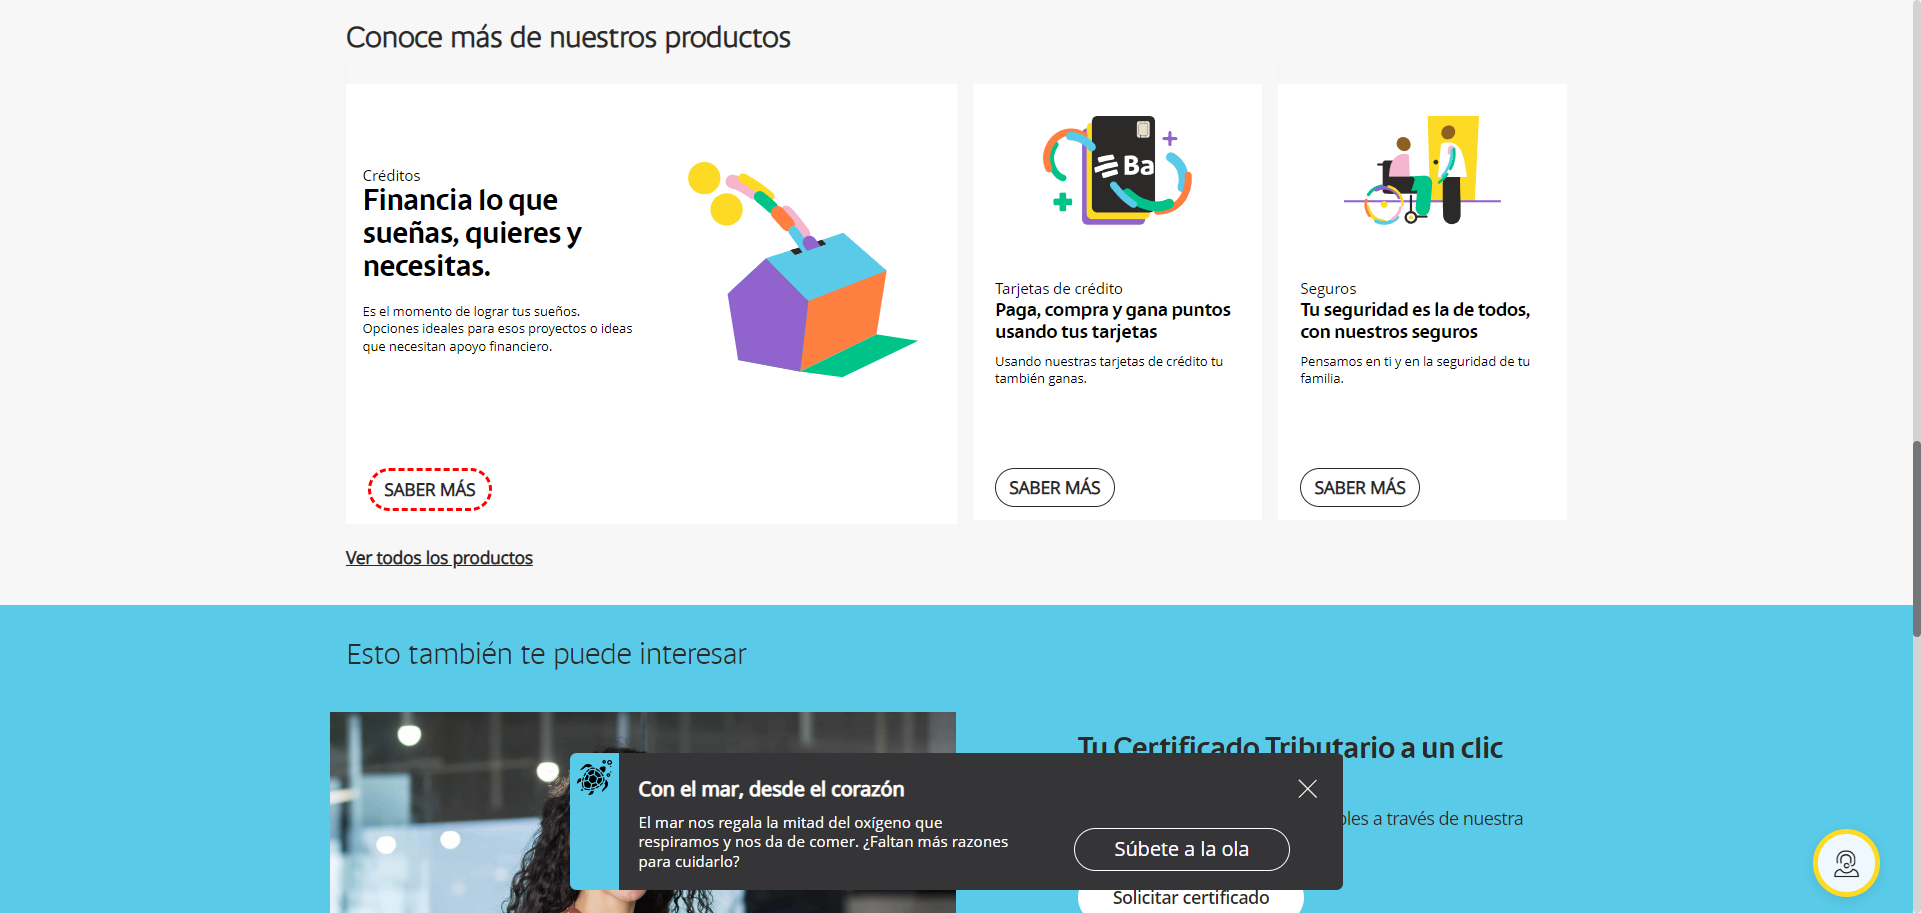 Conoce más de nuestros productos
Créditos
Financia lo que
sueñas, quieres y
necesitas.
Es el momento de lograr tus sueños.
Opciones ideales para esos proyectos o ideas
que necesitan apoyo financiero.
SABER MÁS
Ba
Tarjetas de crédito
Paga, compra y gana puntos
usando tus tarjetas
Usando nuestras tarjetas de crédito tu
también ganas.
SABER MÁS
Seguros
Tu seguridad es la de todos,
con nuestros seguros
Pensamos en ti y en la seguridad de tu
familia.
SABER MÁS
Ver todos los productos
Esto también te puede interesar
Tu Certificado Tributario a un clic
a través de nuestra
Solicitar certificado
Con el mar, desde el corazón
El mar nos regala la mitad del oxígeno que
respiramos y nos da de comer. ¿Faltan más razones
para cuidarlo?
Súbete a la ola